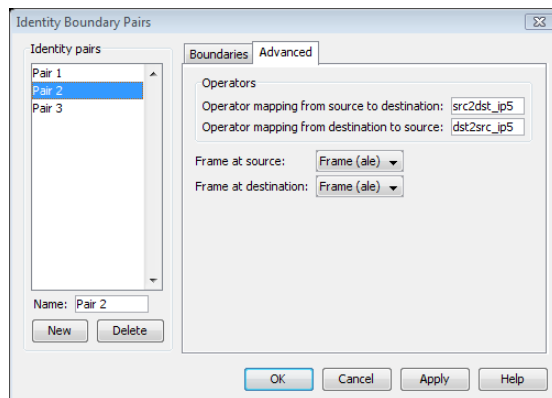 Identity Boundary Pairs
Identity pairs
Pair 1
Pair 2
Pair 3
Name: Pair 2
New Delete
Boundaries Advanced
Operators
Operator mapping from source to destination: src2dst_ip5
Operator mapping from destination to source: dst2src_ip5
Frame at source: Frame (ale)
Frame at destination: Frame (ale)
OK Cancel Apply Help